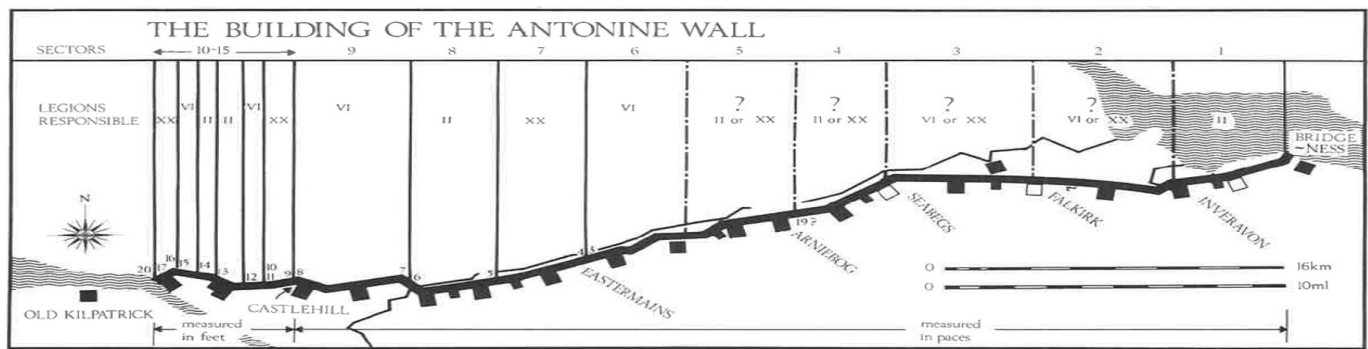 THE BUILDING OF THE ANTONINE WALL
SECTORS 10-15 9 8 7 6 5 4 3 2 1
? ? ? ?
LEGIONS VI VI VI
RESPONSIBLE XX II II XX II XX II or XX II or XX VI or XX VI or XX II
BRIDGE
~NESS
N
SEABEGS
FALKIRK
INVERAVON
19?
ARNIEBOG
4 3
EASTERMAINS
20 17 16 15 14 13 12 10 11 9 8 7 6 5
0 16km
0 10ml
OLD KILPATRICK
CASTLEHILL
measured
in feet
measured
in paces